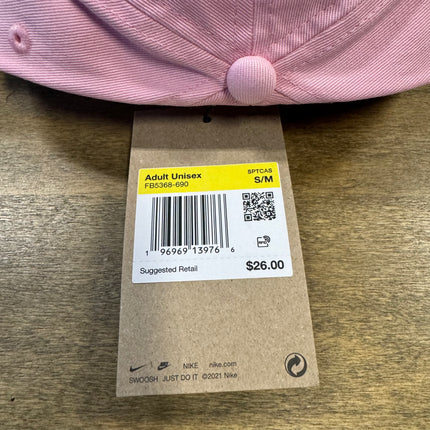 Adult Unisex
FB5368-690
SPTCAS
S/M
1 96969 13976 6
Suggested Retail
$26.00
NIKE nike.com
SWOOSH JUST DO IT ©2021 Nike